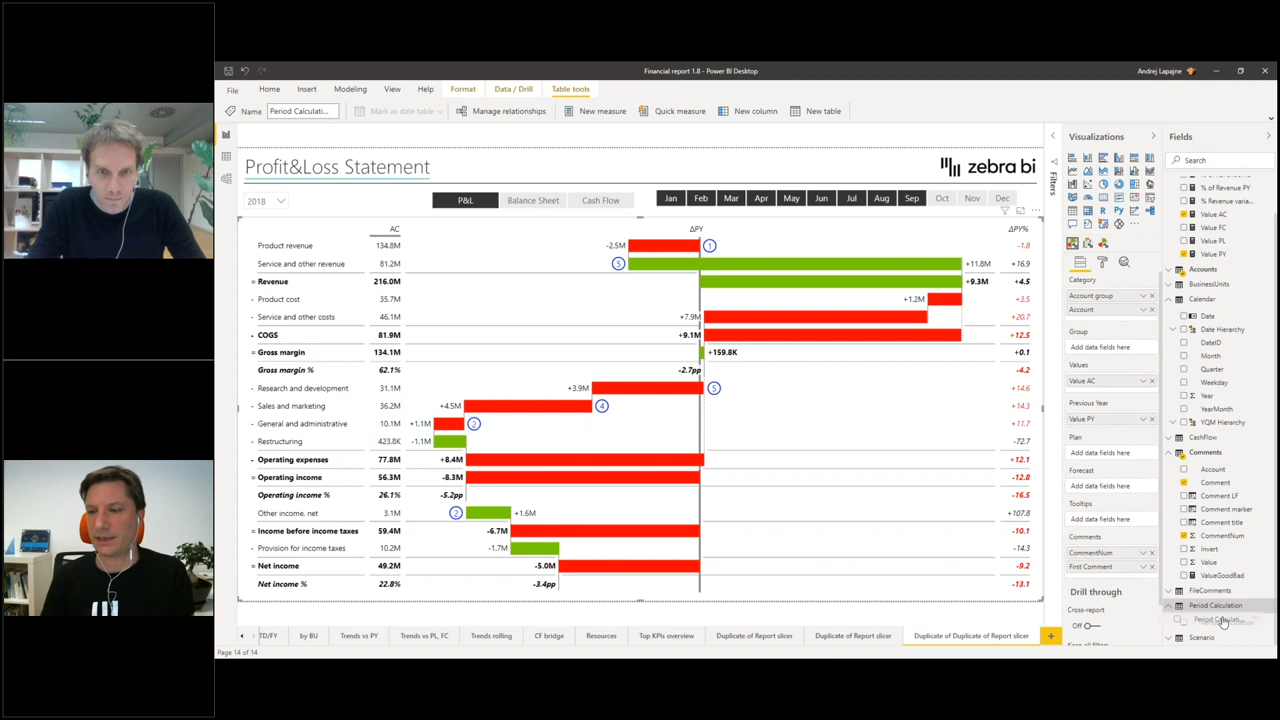 Financial report 1.8 - Power BI Desktop
Andrej Lapajne
File Home Insert Modeling View Help Format Data / Drill Table tools
Name Period Calculati... Mark as date table Manage relationships New measure Quick measure New column New table
Profit&Loss Statement
zebra bi
2018 P&L Balance Sheet Cash Flow Jan Feb Mar Apr May Jun Jul Aug Sep Oct Nov Dec
AC ΔPY ΔPY%
Product revenue 134.8M -2.5M 1 -1.8
Service and other revenue 81.2M 5 +11.8M +16.9
= Revenue 216.0M +9.3M +4.5
- Product cost 35.7M +1.2M +3.5
- Service and other costs 46.1M +7.9M +20.7
- COGS 81.9M +9.1M +12.5
= Gross margin 134.1M +159.8K +0.1
Gross margin % 62.1% -2.7pp -4.2
- Research and development 31.1M +3.9M 5 +14.6
- Sales and marketing 36.2M +4.5M 4 +14.3
- General and administrative 10.1M +1.1M 2 +11.7
- Restructuring 423.8K -1.1M -72.7
- Operating expenses 77.8M +8.4M +12.1
= Operating income 56.3M -8.3M -12.8
Operating income % 26.1% -5.2pp -16.5
Other income, net 3.1M 2 +1.6M +107.8
= Income before income taxes 59.4M -6.7M -10.1
- Provision for income taxes 10.2M -1.7M -14.3
= Net income 49.2M -5.0M -9.2
Net income % 22.8% -3.4pp -13.1
TD/FY by BU Trends vs PY Trends vs PL, FC Trends rolling CF bridge Resources Top KPIs overview Duplicate of Report slicer Duplicate of Report slicer Duplicate of Duplicate of Report slicer
Page 14 of 14
Filters
Visualizations
Category
Account group
Account
Group
Add data fields here
Values
Value AC
Previous Year
Value PY
Plan
Add data fields here
Forecast
Add data fields here
Tooltips
Add data fields here
Comments
CommentNum
First Comment
Drill through
Cross-report
Off
Fields
Search
% of Revenue PY
% Revenue varia...
Value AC
Value FC
Value PL
Value PY
Accounts
BusinessUnits
Calendar
Date
Date Hierarchy
DateID
Month
Quarter
Weekday
Year
YearMonth
YQM Hierarchy
CashFlow
Comments
Account
Comment
Comment LF
Comment marker
Comment title
CommentNum
Invert
Value
ValueGoodBad
FileComments
Period Calculation
Period Calculati...
Scenario